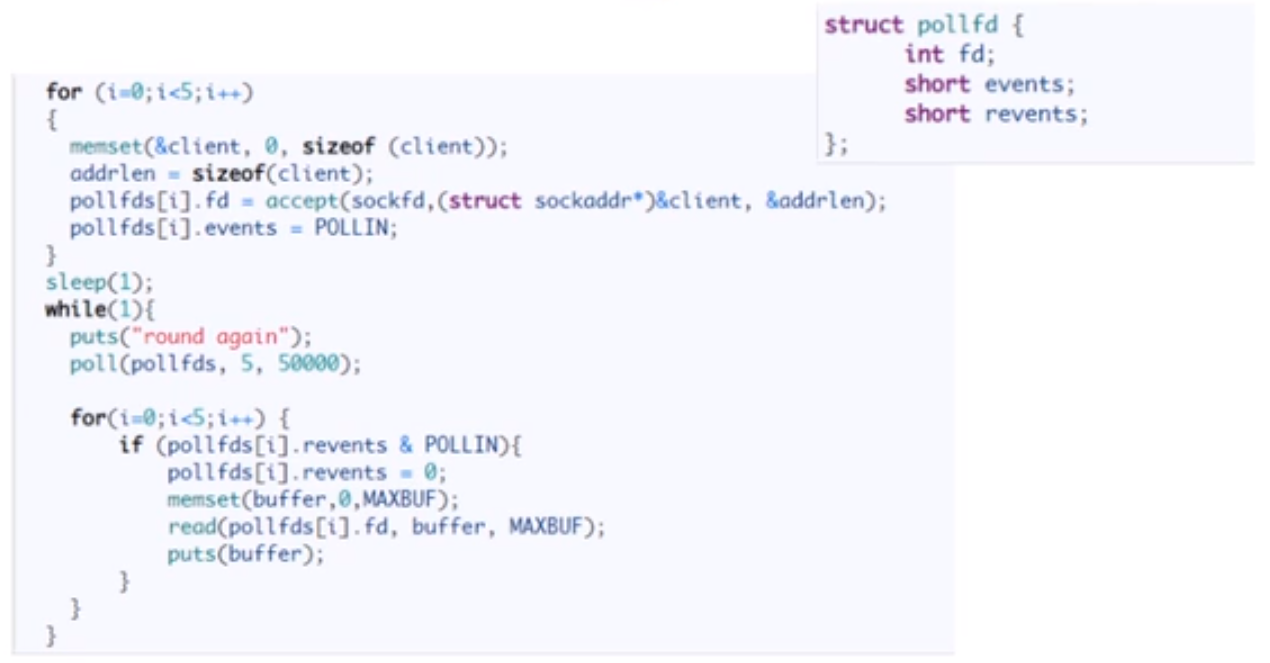 struct pollfd {
int fd;
short events;
short revents;
};
for (i=0;i<5;i++)
{
memset(&client, 0, sizeof (client));
addrlen = sizeof(client);
pollfds[i].fd = accept(sockfd,(struct sockaddr*)&client, &addrlen);
pollfds[i].events = POLLIN;
}
sleep(1);
while(1){
puts("round again");
poll(pollfds, 5, 50000);
for(i=0;i<5;i++) {
if (pollfds[i].revents & POLLIN){
pollfds[i].revents = 0;
memset(buffer,0,MAXBUF);
read(pollfds[i].fd, buffer, MAXBUF);
puts(buffer);
}
}
}